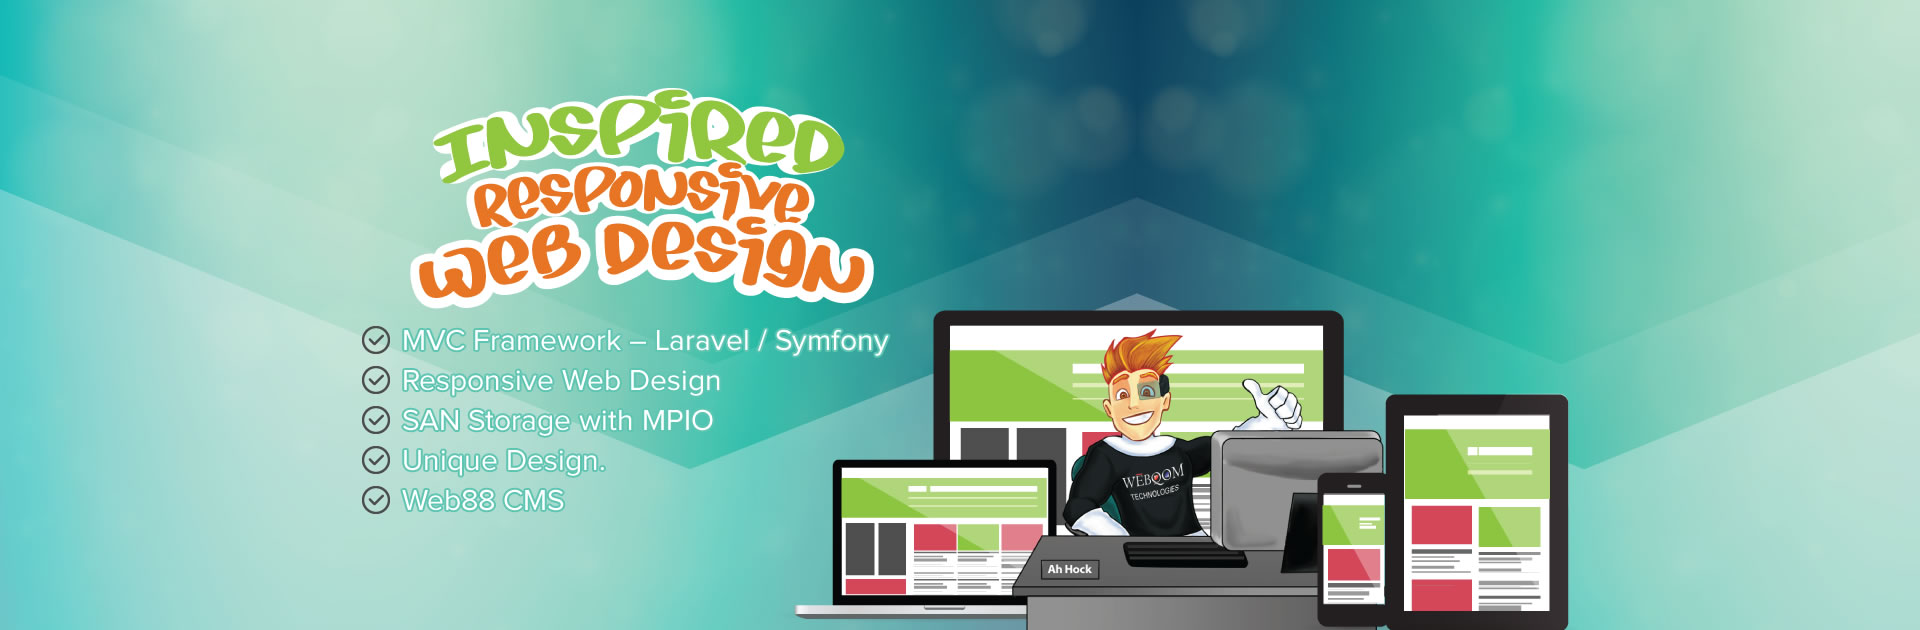 INSPIRED
RESPONSIVE
WEB DESIGN
MVC Framework – Laravel / Symfony
Responsive Web Design
SAN Storage with MPIO
Unique Design.
Web88 CMS
WEBQOM
TECHNOLOGIES
Ah Hock